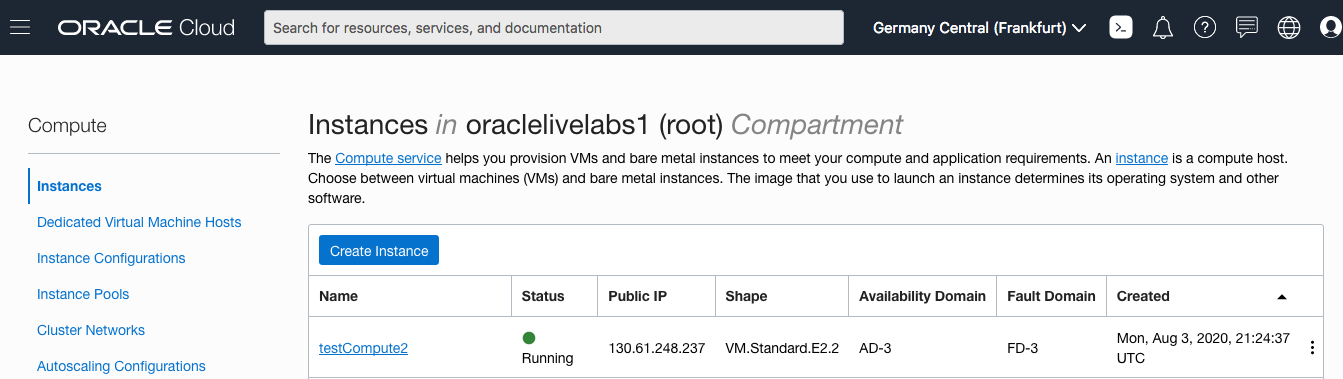 ORACLE Cloud
Search for resources, services, and documentation
Germany Central (Frankfurt)
Compute
Instances
Dedicated Virtual Machine Hosts
Instance Configurations
Instance Pools
Cluster Networks
Autoscaling Configurations
Instances in oraclelivelabs1 (root) Compartment
The Compute service helps you provision VMs and bare metal instances to meet your compute and application requirements. An instance is a compute host.
Choose between virtual machines (VMs) and bare metal instances. The image that you use to launch an instance determines its operating system and other
software.
Create Instance
Name Status Public IP Shape Availability Domain Fault Domain Created
testCompute2 Running 130.61.248.237 VM.Standard.E2.2 AD-3 FD-3 Mon, Aug 3, 2020, 21:24:37
UTC